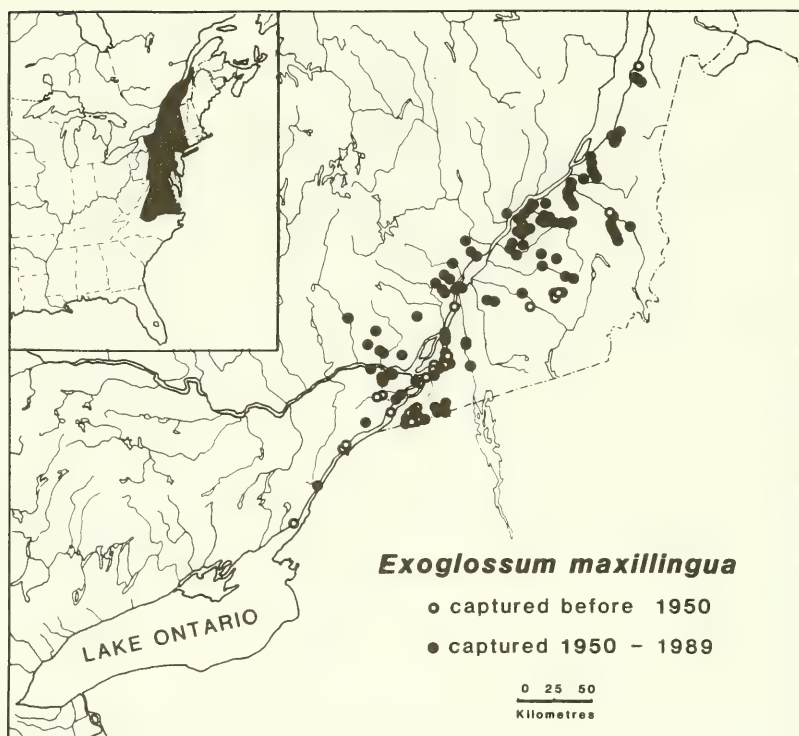 Exoglossum maxillingua
captured before 1950
captured 1950 – 1989
LAKE ONTARIO
0 25 50
Kilometres